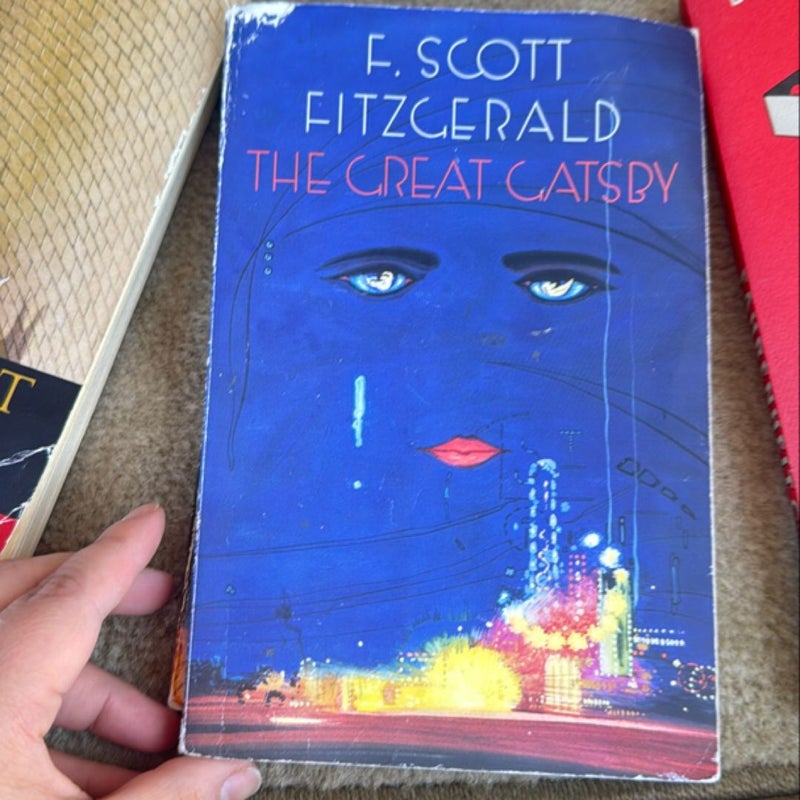 F. SCOTT
FITZGERALD
THE GREAT GATSBY
T